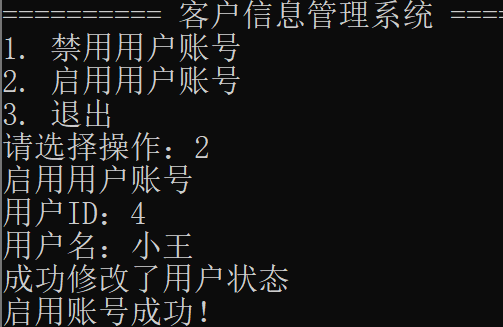 ========= 客户信息管理系统 ====
1. 禁用用户账号
2. 启用用户账号
3. 退出
请选择操作：2
启用用户账号
用户ID：4
用户名：小王
成功修改了用户状态
启用账号成功！